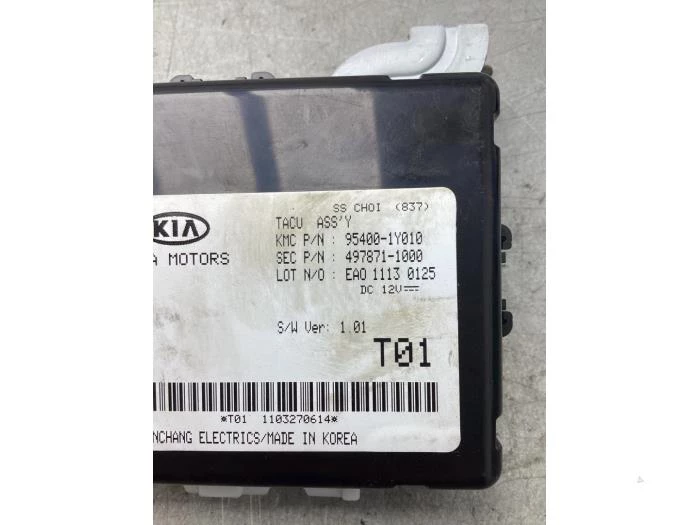 SS CHOI (837)
KIA
TACU ASS'Y
KMC P/N : 95400-1Y010
A MOTORS
SEC P/N : 497871-1000
LOT N/O : EAO 1113 0125
DC 12V
S/W Ver: 1.01
T01
*T01 1103270614*
NCHANG ELECTRICS/MADE IN KOREA